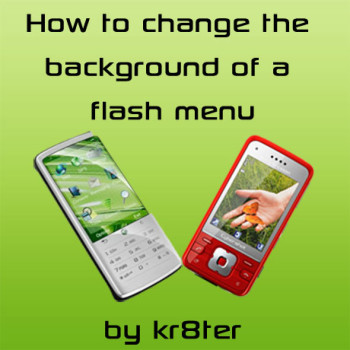 How to change the
background of a
flash menu
by kr8ter